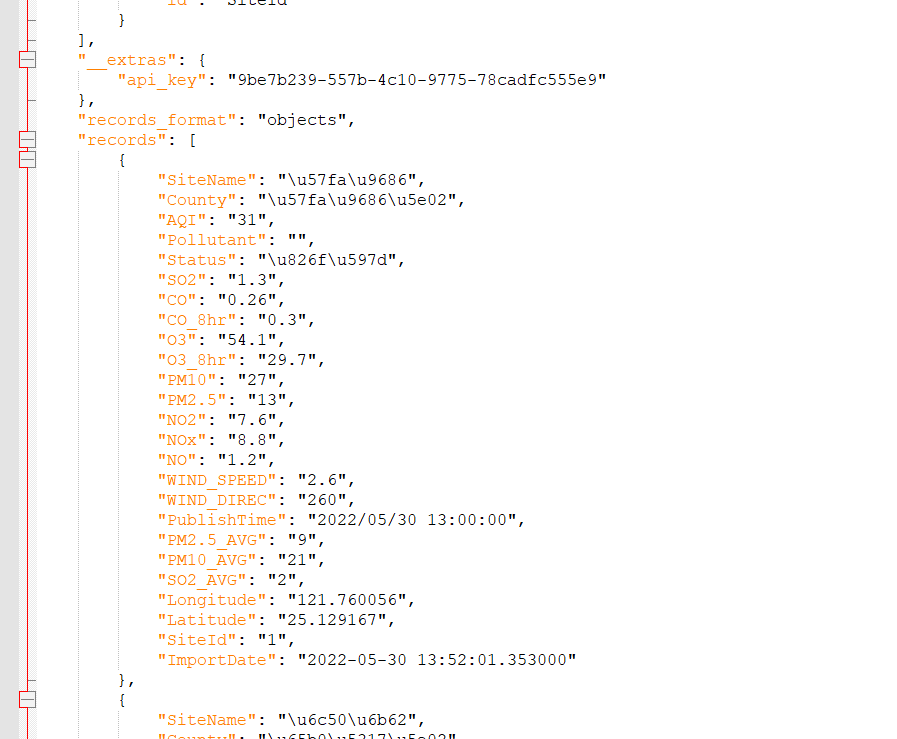 }
],
"__extras": {
"api_key": "9be7b239-557b-4c10-9775-78cadfc555e9"
},
"records_format": "objects",
"records": [
{
"SiteName": "\u57fa\u9686",
"County": "\u57fa\u9686\u5e02",
"AQI": "31",
"Pollutant": "",
"Status": "\u826f\u597d",
"SO2": "1.3",
"CO": "0.26",
"CO_8hr": "0.3",
"O3": "54.1",
"O3_8hr": "29.7",
"PM10": "27",
"PM2.5": "13",
"NO2": "7.6",
"NOx": "8.8",
"NO": "1.2",
"WIND_SPEED": "2.6",
"WIND_DIREC": "260",
"PublishTime": "2022/05/30 13:00:00",
"PM2.5_AVG": "9",
"PM10_AVG": "21",
"SO2_AVG": "2",
"Longitude": "121.760056",
"Latitude": "25.129167",
"SiteId": "1",
"ImportDate": "2022-05-30 13:52:01.353000"
},
{
"SiteName": "\u6c50\u6b62",